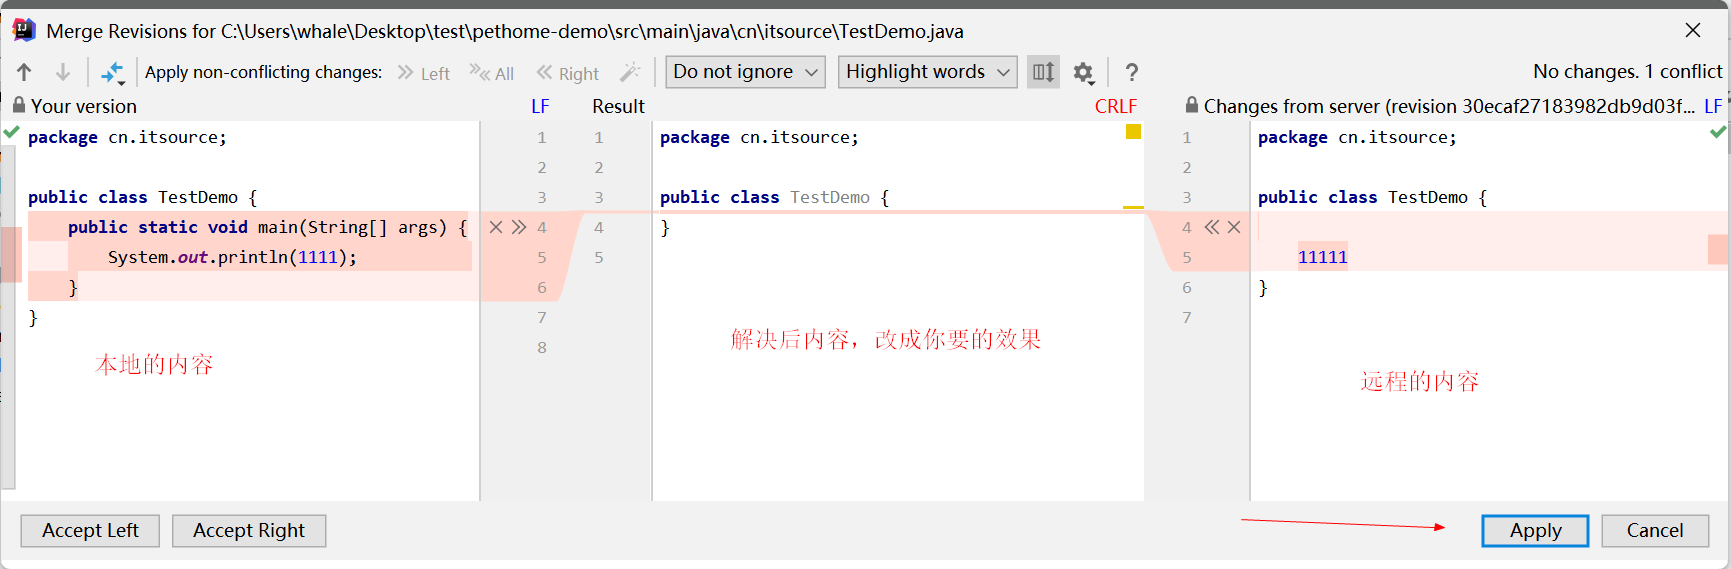 Merge Revisions for C:\Users\whale\Desktop\test\pethome-demo\src\main\java\cn\itsource\TestDemo.java
Apply non-conflicting changes: Left All Right Do not ignore Highlight words ? No changes. 1 conflict
Your version LF Result CRLF Changes from server (revision 30ecaf27183982db9d03f... LF
package cn.itsource; 1 1 package cn.itsource; 1 package cn.itsource;
2 2 2
public class TestDemo { 3 3 public class TestDemo { 3 public class TestDemo {
public static void main(String[] args) { 4 4 } 4
System.out.println(1111); 5 5 5 11111
} 6 6 }
} 7 7
8
本地的内容
解决后内容，改成你要的效果
远程的内容
Accept Left Accept Right Apply Cancel